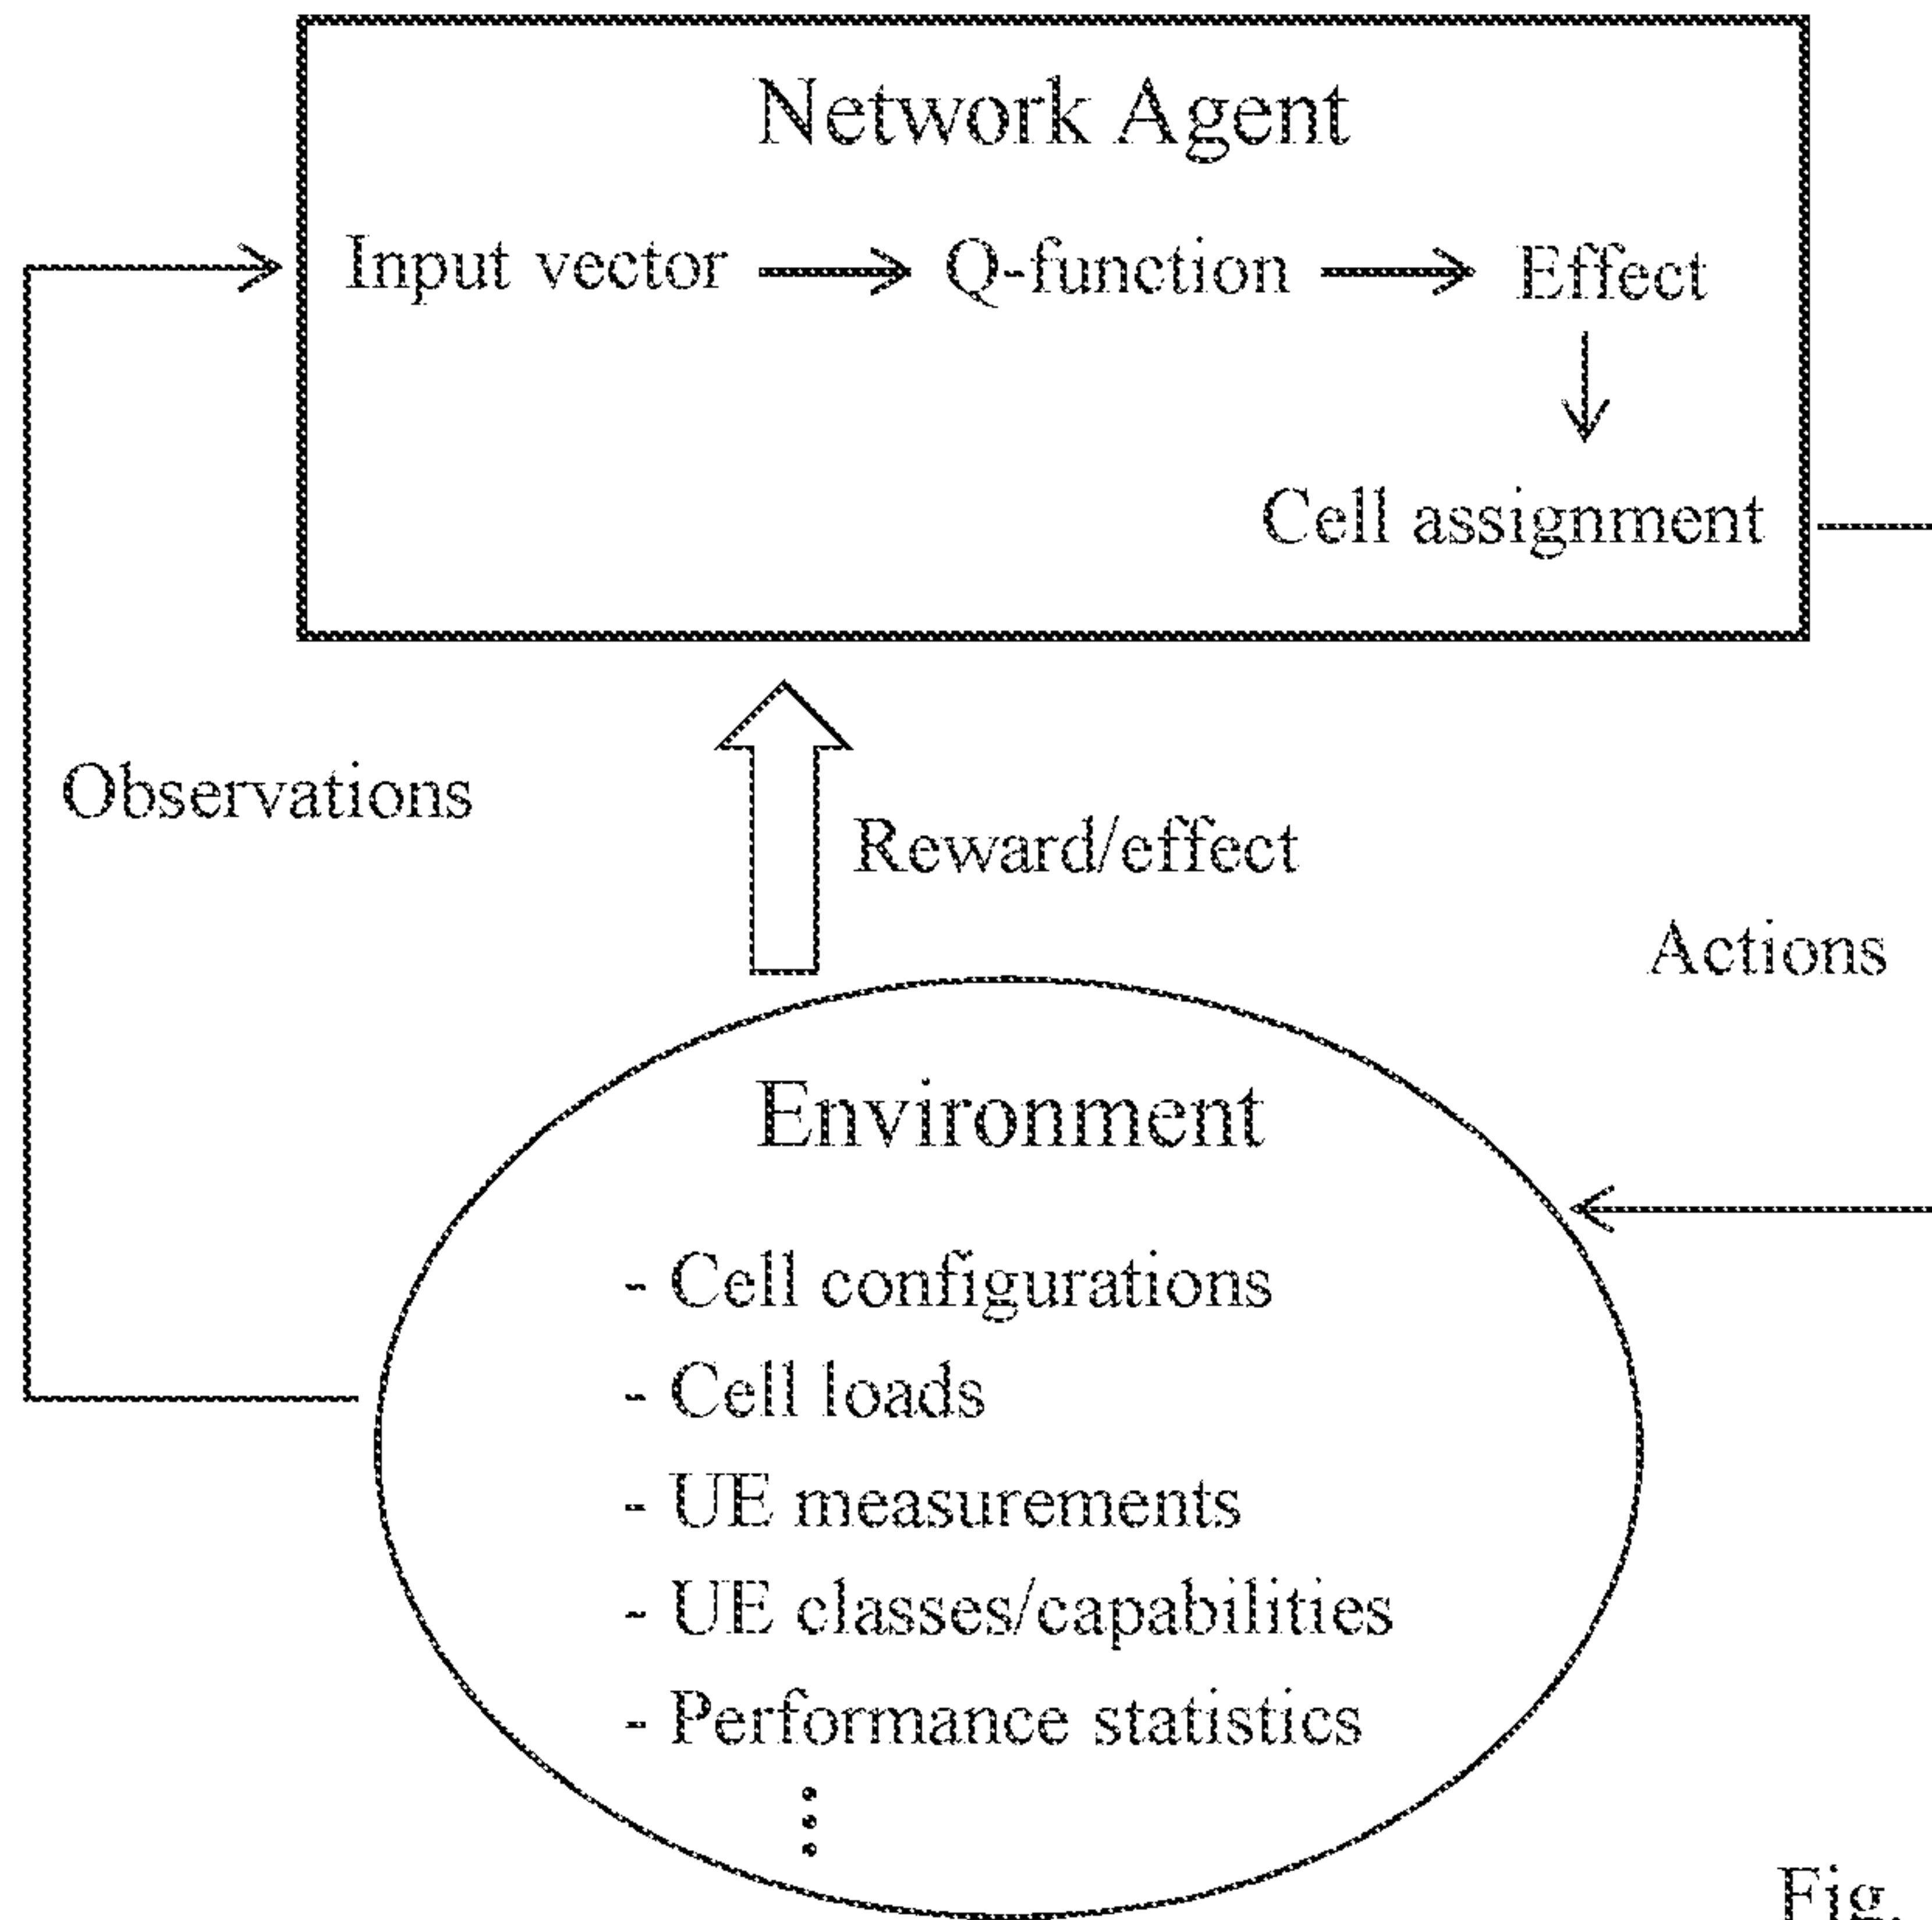 Network Agent
Input vector
Q-function
Effect
Cell assignment
Observations
Reward/effect
Actions
Environment
- Cell configurations
- Cell loads
- UE measurements
- UE classes/capabilities
- Performance statistics
Fig.